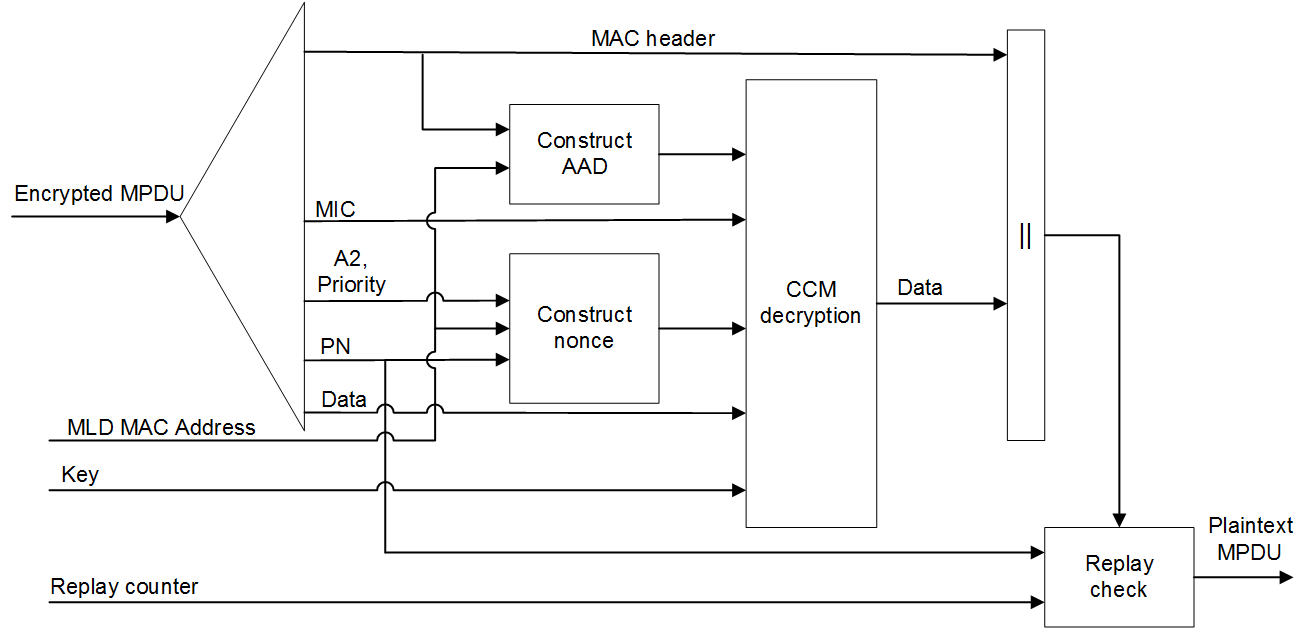 MAC header
Construct
AAD
Encrypted MPDU
MIC
A2,
Priority
||
CCM
decryption
Data
Construct
nonce
PN
Data
MLD MAC Address
Key
Plaintext
MPDU
Replay
check
Replay counter